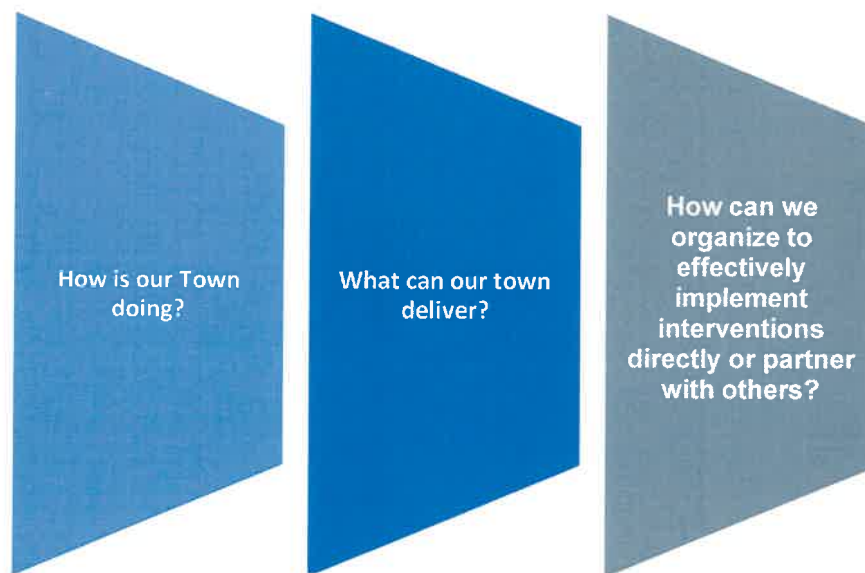 How is our Town
doing?
What can our town
deliver?
How can we
organize to
effectively
implement
interventions
directly or partner
with others?